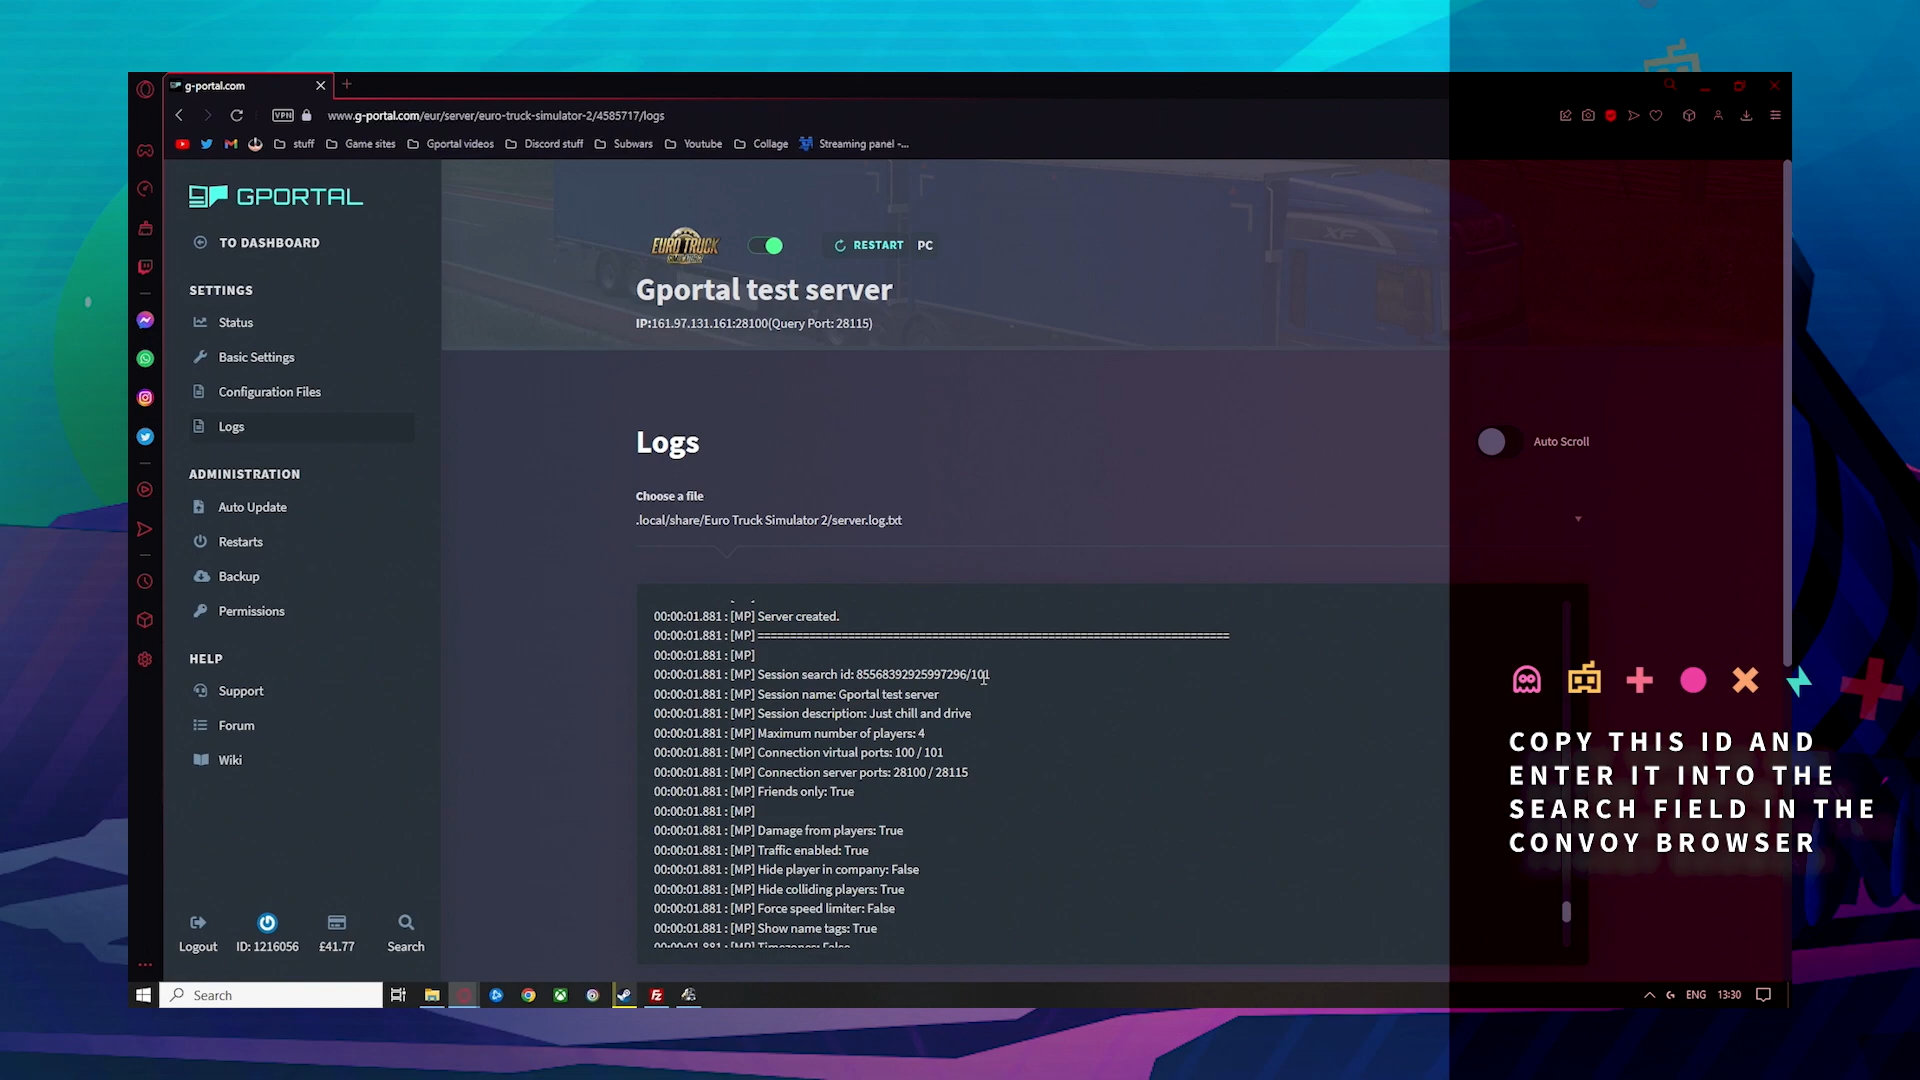 g-portal.com
VPN
www.g-portal.com/eur/server/euro-truck-simulator-2/4585717/logs
stuff Game sites Gportal videos Discord stuff Subwars Youtube Collage Streaming panel -...
GPORTAL
TO DASHBOARD
SETTINGS
Status
Basic Settings
Configuration Files
Logs
ADMINISTRATION
Auto Update
Restarts
Backup
Permissions
HELP
Support
Forum
Wiki
Logout ID: 1216056 £41.77 Search
EURO TRUCK
SIMULATOR
RESTART PC
XF
Gportal test server
IP:161.97.131.161:28100(Query Port: 28115)
Logs
Auto Scroll
Choose a file
.local/share/Euro Truck Simulator 2/server.log.txt
00:00:01.881 : [MP] Server created.
00:00:01.881 : [MP] =========================================================================
00:00:01.881 : [MP]
00:00:01.881 : [MP] Session search id: 85568392925997296/101
00:00:01.881 : [MP] Session name: Gportal test server
00:00:01.881 : [MP] Session description: Just chill and drive
00:00:01.881 : [MP] Maximum number of players: 4
00:00:01.881 : [MP] Connection virtual ports: 100 / 101
00:00:01.881 : [MP] Connection server ports: 28100 / 28115
00:00:01.881 : [MP] Friends only: True
00:00:01.881 : [MP]
00:00:01.881 : [MP] Damage from players: True
00:00:01.881 : [MP] Traffic enabled: True
00:00:01.881 : [MP] Hide player in company: False
00:00:01.881 : [MP] Hide colliding players: True
00:00:01.881 : [MP] Force speed limiter: False
00:00:01.881 : [MP] Show name tags: True
00:00:01.881 : [MP] Timezones: False
COPY THIS ID AND
ENTER IT INTO THE
SEARCH FIELD IN THE
CONVOY BROWSER
Search
ENG 13:30